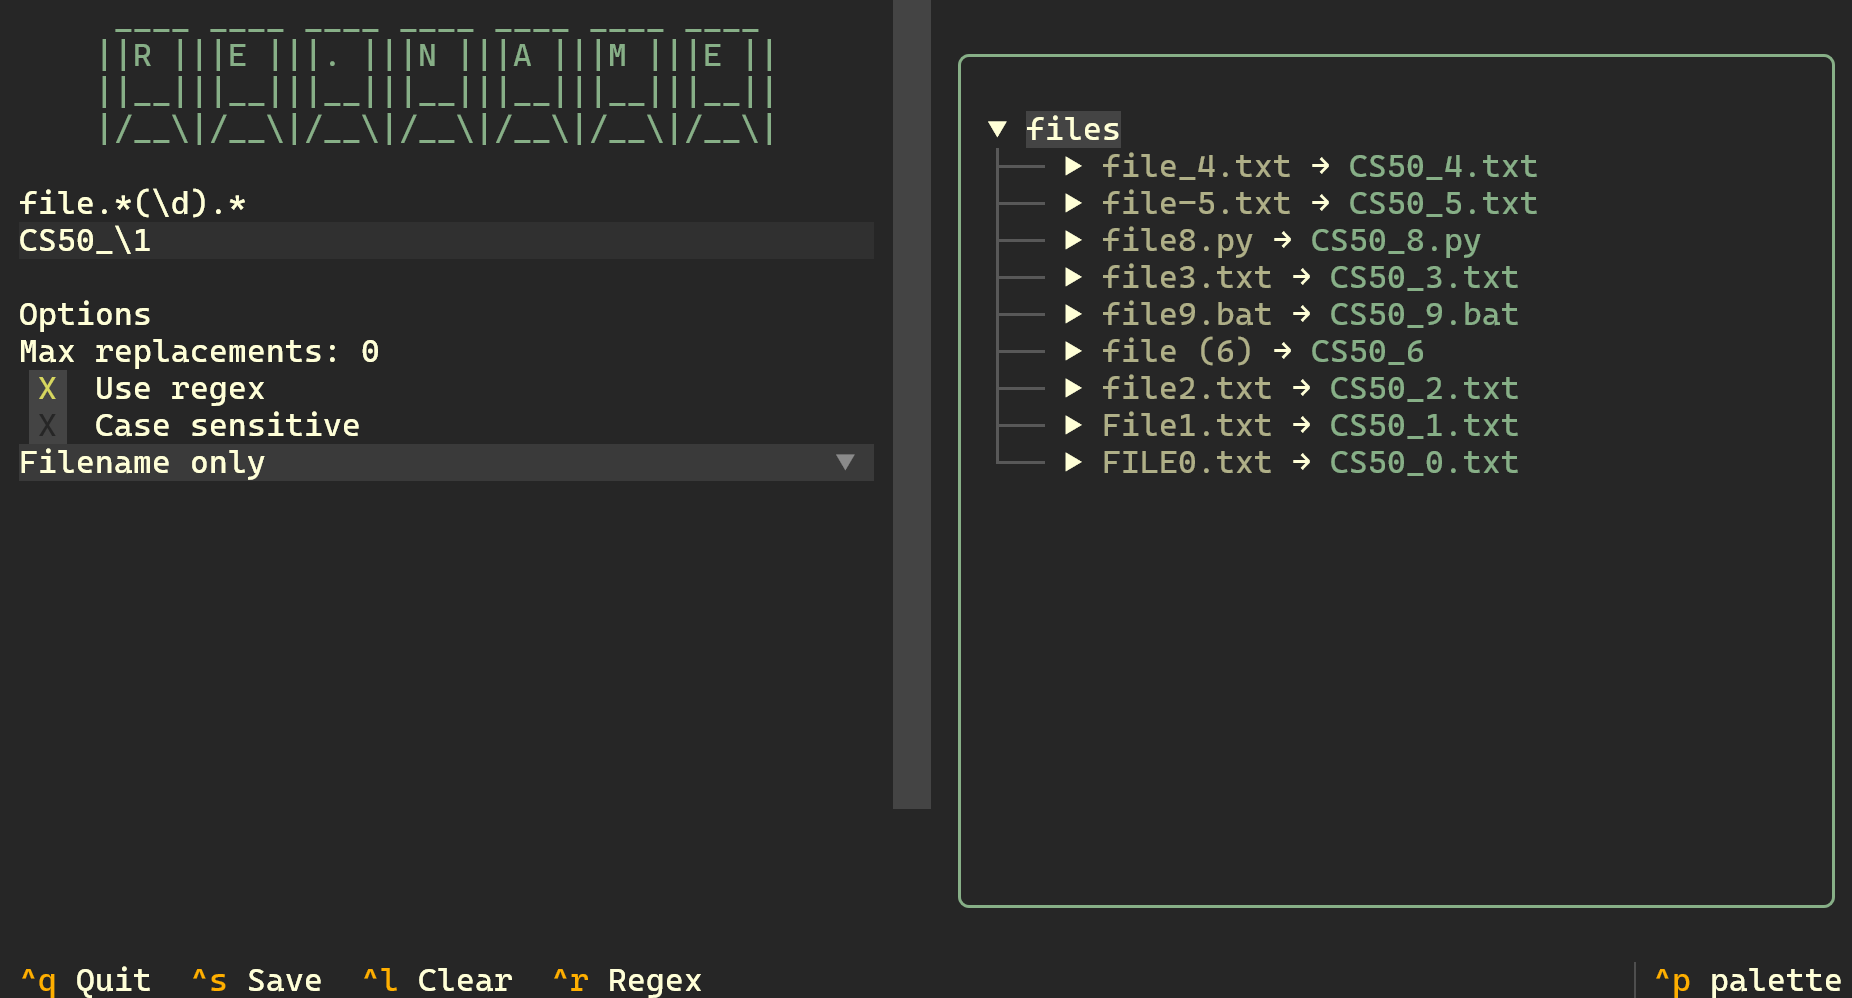 ____ ____ ____ ____ ____ ____ ____
||R |||E |||. |||N |||A |||M |||E ||
||__|||__|||__|||__|||__|||__|||__||
|/__\|/__\|/__\|/__\|/__\|/__\|/__\|
file.*(\d).*
CS50_\1
Options
Max replacements: 0
X Use regex
X Case sensitive
Filename only ▼
▼ files
▶ file_4.txt → CS50_4.txt
▶ file-5.txt → CS50_5.txt
▶ file8.py → CS50_8.py
▶ file3.txt → CS50_3.txt
▶ file9.bat → CS50_9.bat
▶ file (6) → CS50_6
▶ file2.txt → CS50_2.txt
▶ File1.txt → CS50_1.txt
▶ FILE0.txt → CS50_0.txt
^q Quit ^s Save ^l Clear ^r Regex ^p palette